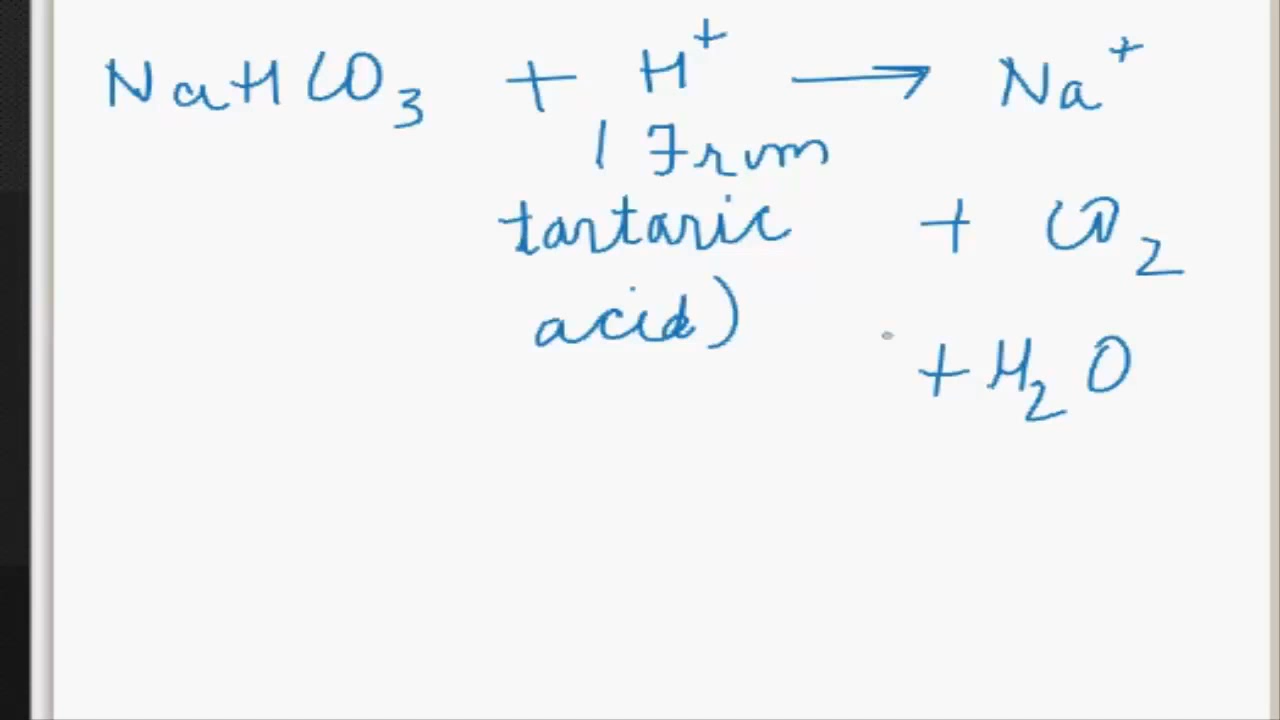 NaHCO₃ + H⁺ → Na⁺
(From
tartaric + CO₂
acid)
+ H₂O